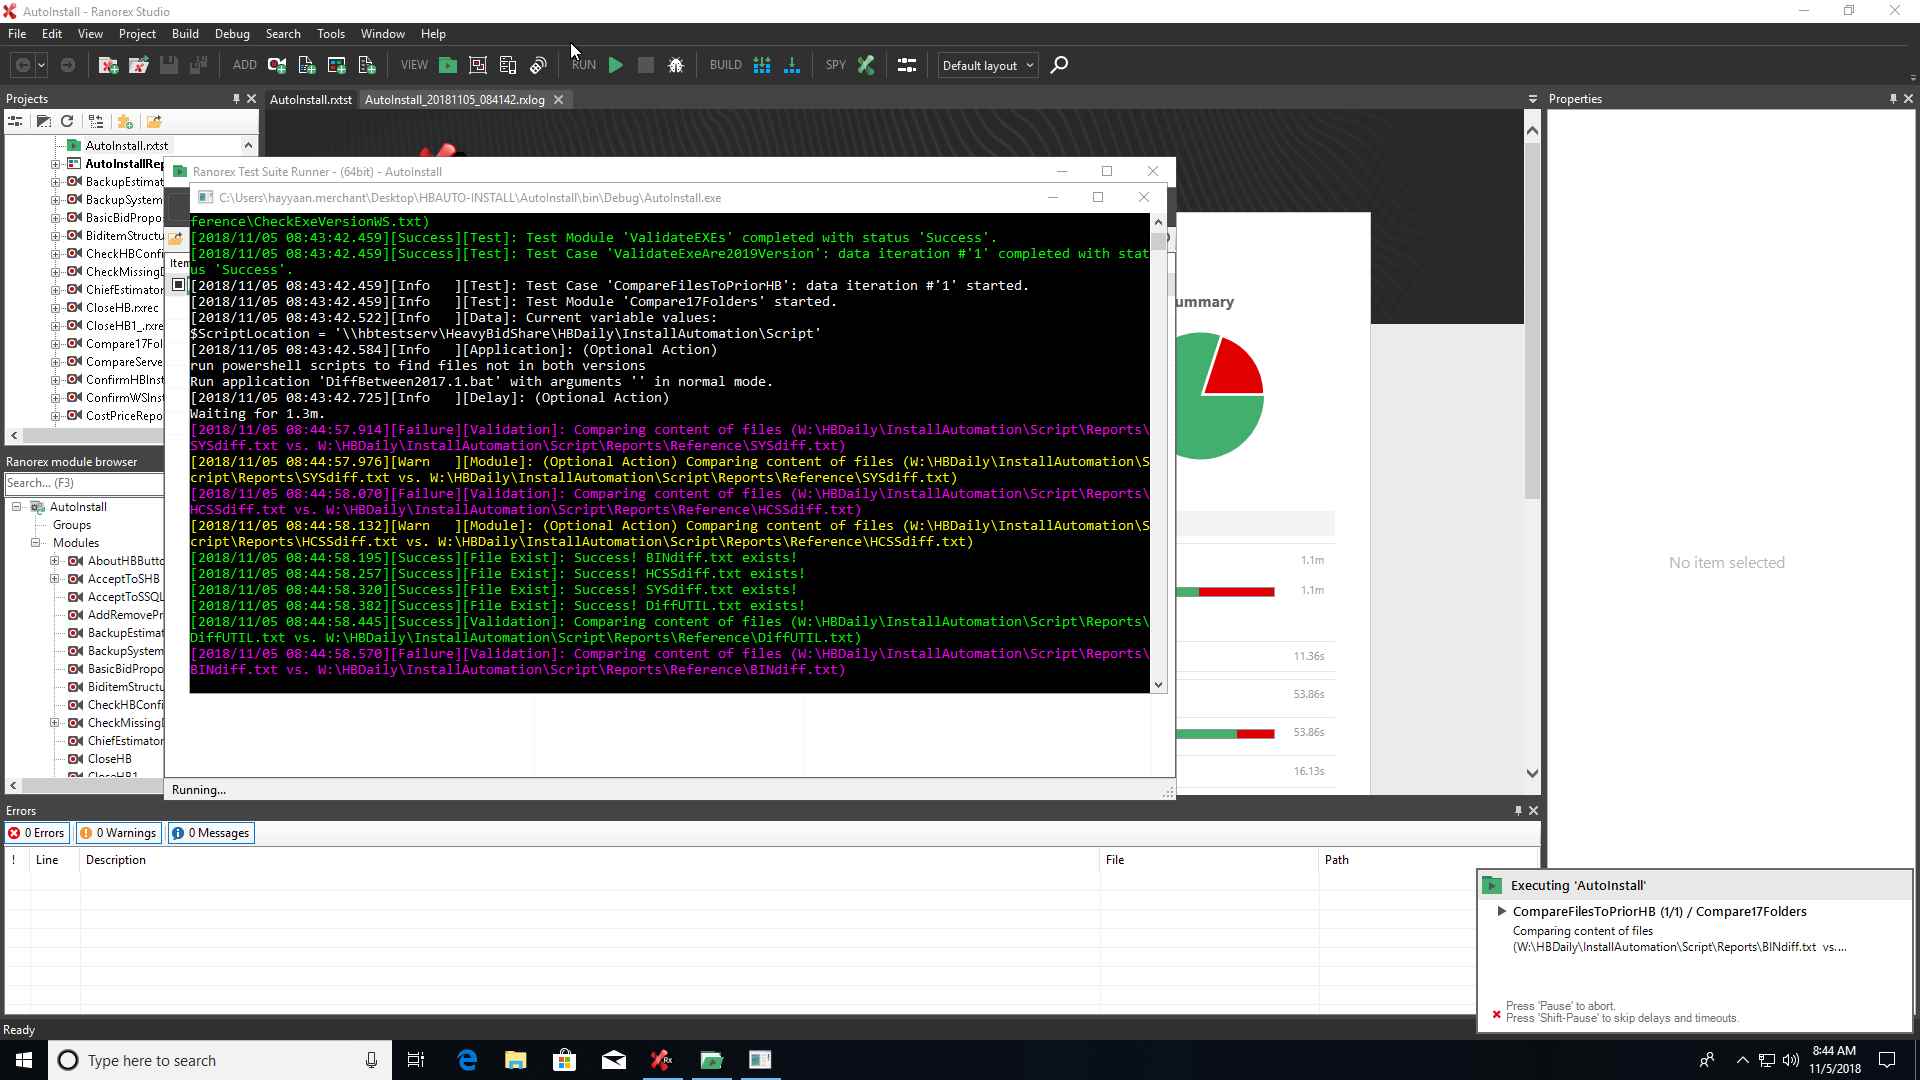 AutoInstall - Ranorex Studio
File Edit View Project Build Debug Search Tools Window Help
ADD VIEW RUN BUILD SPY Default layout
Projects
AutoInstall.rxtst AutoInstall_20181105_084142.rxlog
Properties
AutoInstall.rxtst
AutoInstallRep
BackupEstimat
BackupSystem
BasicBidPropo
BiditemStructu
CheckHBConfi
CheckMissingD
ChiefEstimator
CloseHB.rxrec
CloseHB1_.rxre
Compare17Fol
CompareServe
ConfirmHBInst
ConfirmWSInst
CostPriceRepo
Ranorex module browser
Search... (F3)
AutoInstall
Groups
Modules
AboutHBButto
AcceptToSHB
AcceptToSSQL
AddRemovePr
BackupEstimat
BackupSystem
BasicBidPropo
BiditemStructu
CheckHBConfi
CheckMissingD
ChiefEstimator
CloseHB
CloseHB1
Ranorex Test Suite Runner - (64bit) - AutoInstall
Item
C:\Users\hayyaan.merchant\Desktop\HBAUTO-INSTALL\AutoInstall\bin\Debug\AutoInstall.exe
ference\CheckExeVersionWS.txt)
[2018/11/05 08:43:42.459][Success][Test]: Test Module 'ValidateEXEs' completed with status 'Success'.
[2018/11/05 08:43:42.459][Success][Test]: Test Case 'ValidateExeAre2019Version': data iteration #'1' completed with stat
us 'Success'.
[2018/11/05 08:43:42.459][Info   ][Test]: Test Case 'CompareFilesToPriorHB': data iteration #'1' started.
[2018/11/05 08:43:42.459][Info   ][Test]: Test Module 'Compare17Folders' started.
[2018/11/05 08:43:42.522][Info   ][Data]: Current variable values:
$ScriptLocation = '\\hbtestserv\HeavyBidShare\HBDaily\InstallAutomation\Script'
[2018/11/05 08:43:42.584][Info   ][Application]: (Optional Action)
run powershell scripts to find files not in both versions
Run application 'DiffBetween2017.1.bat' with arguments '' in normal mode.
[2018/11/05 08:43:42.725][Info   ][Delay]: (Optional Action)
Waiting for 1.3m.
[2018/11/05 08:44:57.914][Failure][Validation]: Comparing content of files (W:\HBDaily\InstallAutomation\Script\Reports\
SYSdiff.txt vs. W:\HBDaily\InstallAutomation\Script\Reports\Reference\SYSdiff.txt)
[2018/11/05 08:44:57.976][Warn   ][Module]: (Optional Action) Comparing content of files (W:\HBDaily\InstallAutomation\S
cript\Reports\SYSdiff.txt vs. W:\HBDaily\InstallAutomation\Script\Reports\Reference\SYSdiff.txt)
[2018/11/05 08:44:58.070][Failure][Validation]: Comparing content of files (W:\HBDaily\InstallAutomation\Script\Reports\
HCSSdiff.txt vs. W:\HBDaily\InstallAutomation\Script\Reports\Reference\HCSSdiff.txt)
[2018/11/05 08:44:58.132][Warn   ][Module]: (Optional Action) Comparing content of files (W:\HBDaily\InstallAutomation\S
cript\Reports\HCSSdiff.txt vs. W:\HBDaily\InstallAutomation\Script\Reports\Reference\HCSSdiff.txt)
[2018/11/05 08:44:58.195][Success][File Exist]: Success! BINdiff.txt exists!
[2018/11/05 08:44:58.257][Success][File Exist]: Success! HCSSdiff.txt exists!
[2018/11/05 08:44:58.320][Success][File Exist]: Success! SYSdiff.txt exists!
[2018/11/05 08:44:58.382][Success][File Exist]: Success! DiffUTIL.txt exists!
[2018/11/05 08:44:58.445][Success][Validation]: Comparing content of files (W:\HBDaily\InstallAutomation\Script\Reports\
DiffUTIL.txt vs. W:\HBDaily\InstallAutomation\Script\Reports\Reference\DiffUTIL.txt)
[2018/11/05 08:44:58.570][Failure][Validation]: Comparing content of files (W:\HBDaily\InstallAutomation\Script\Reports\
BINdiff.txt vs. W:\HBDaily\InstallAutomation\Script\Reports\Reference\BINdiff.txt)
Running...
ummary
1.1m
1.1m
11.36s
53.86s
53.86s
16.13s
No item selected
Errors
0 Errors 0 Warnings 0 Messages
! Line Description File Path
Executing 'AutoInstall'
CompareFilesToPriorHB (1/1) / Compare17Folders
Comparing content of files
(W:\HBDaily\InstallAutomation\Script\Reports\BINdiff.txt vs....
Press 'Pause' to abort.
Press 'Shift-Pause' to skip delays and timeouts.
Ready
Type here to search
8:44 AM
11/5/2018